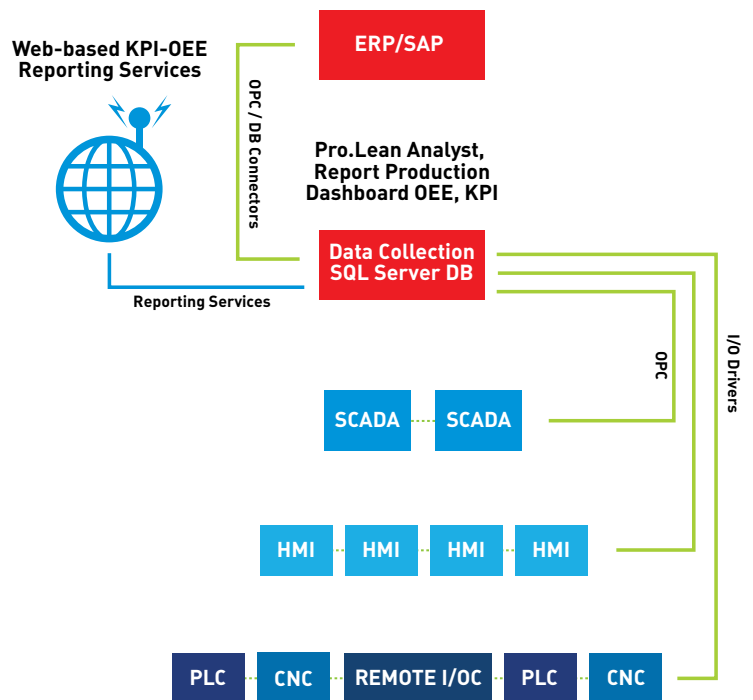 Web-based KPI-OEE
Reporting Services
ERP/SAP
OPC / DB Connectors
Pro.Lean Analyst,
Report Production
Dashboard OEE, KPI
Data Collection
SQL Server DB
Reporting Services
I/O Drivers
OPC
SCADA SCADA
HMI HMI HMI HMI
PLC CNC REMOTE I/OC PLC CNC